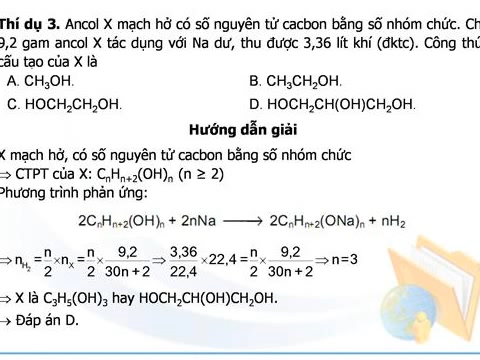 Thí dụ 3. Ancol X mạch hở có số nguyên tử cacbon bằng số nhóm chức.
9,2 gam ancol X tác dụng với Na dư, thu được 3,36 lít khí (đktc). Công
cấu tạo của X là
A. CH₃OH. B. CH₃CH₂OH.
C. HOCH₂CH₂OH. D. HOCH₂CH(OH)CH₂OH.
Hướng dẫn giải
X mạch hở, có số nguyên tử cacbon bằng số nhóm chức
⇒ CTPT của X: CₙHₙ₊₂(OH)ₙ (n ≥ 2)
Phương trình phản ứng:
2CₙHₙ₊₂(OH)ₙ + 2nNa ⟶ 2CₙHₙ₊₂(ONa)ₙ + nH₂
⇒ n_H₂ = n/2 × n_X = n/2 × 9,2/(30n + 2) ⇒ 3,36/22,4 × 22,4 = n/2 × 9,2/(30n + 2) ⇒ n = 3
⇒ X là C₃H₅(OH)₃ hay HOCH₂CH(OH)CH₂OH.
→ Đáp án D.